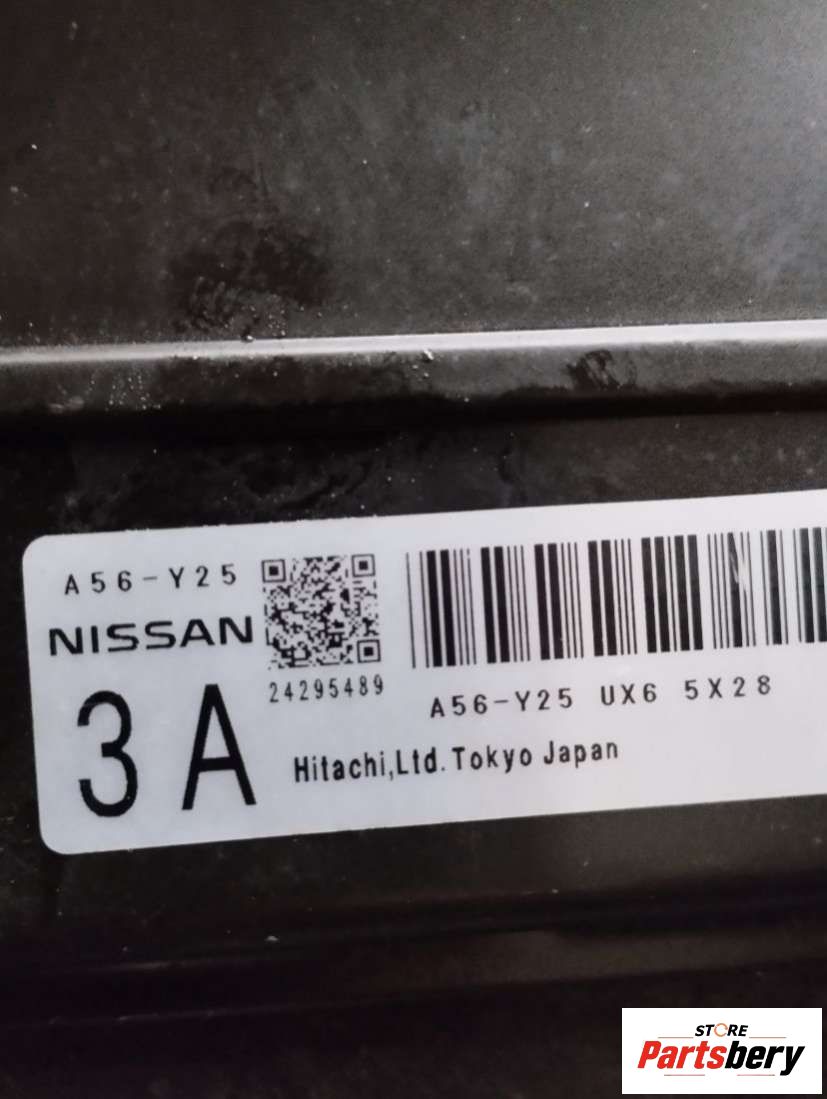 A56-Y25
NISSAN
24295489
3A
A56-Y25 UX6 5X28
Hitachi,Ltd. Tokyo Japan
STORE
Partsbery